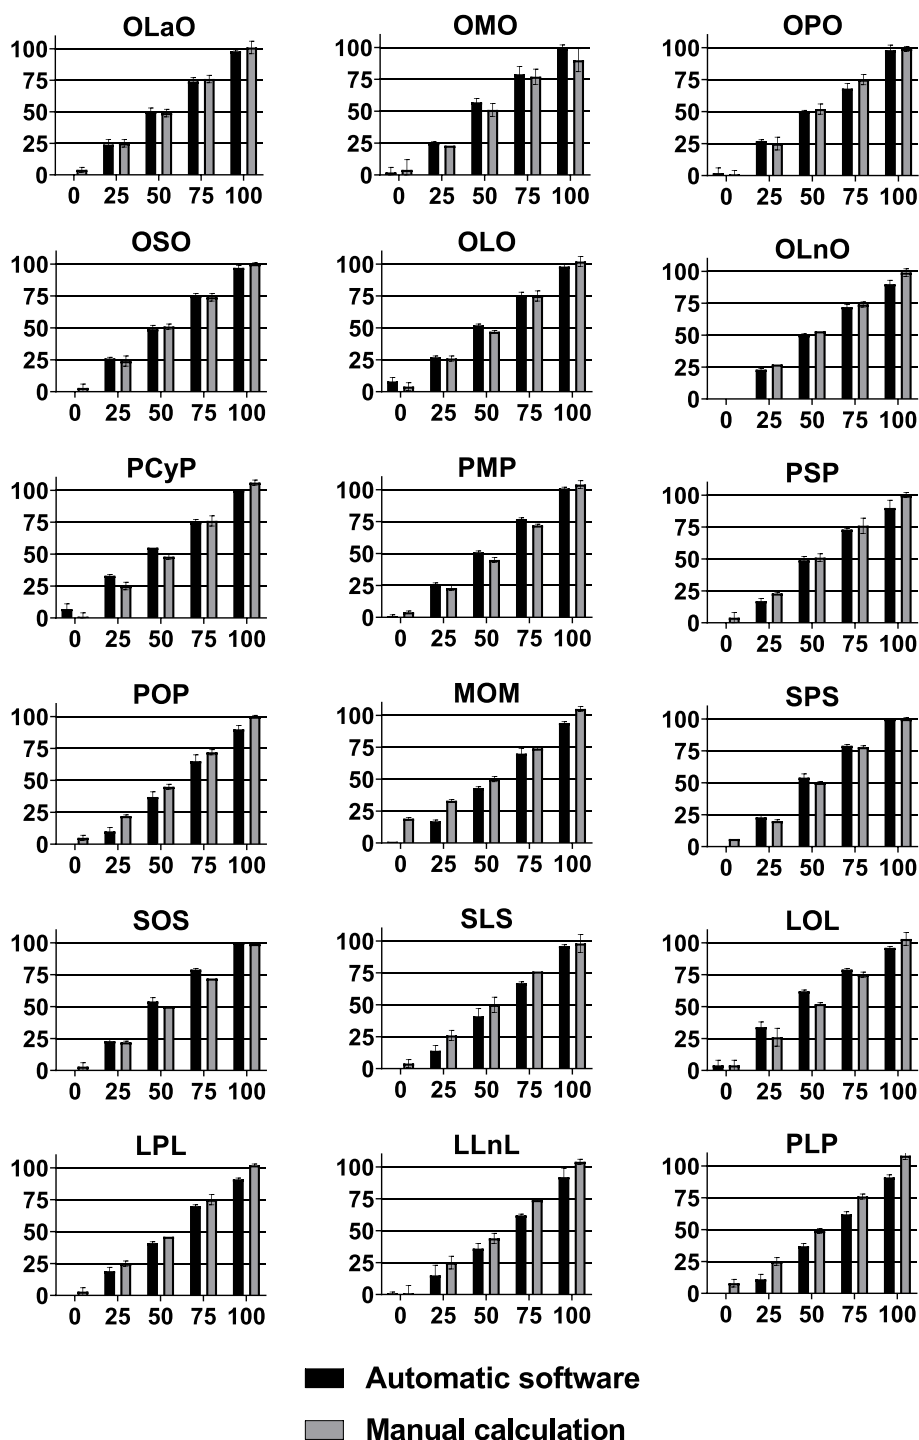 OLaO OMO OPO
100 100 100
75 75 75
50 50 50
25 25 25
0 0 0
0 25 50 75 100 0 25 50 75 100 0 25 50 75 100
OSO OLO OLnO
100 100 100
75 75 75
50 50 50
25 25 25
0 0 0
0 25 50 75 100 0 25 50 75 100 0 25 50 75 100
PCyP PMP PSP
100 100 100
75 75 75
50 50 50
25 25 25
0 0 0
0 25 50 75 100 0 25 50 75 100 0 25 50 75 100
POP MOM SPS
100 100 100
75 75 75
50 50 50
25 25 25
0 0 0
0 25 50 75 100 0 25 50 75 100 0 25 50 75 100
SOS SLS LOL
100 100 100
75 75 75
50 50 50
25 25 25
0 0 0
0 25 50 75 100 0 25 50 75 100 0 25 50 75 100
LPL LLnL PLP
100 100 100
75 75 75
50 50 50
25 25 25
0 0 0
0 25 50 75 100 0 25 50 75 100 0 25 50 75 100
Automatic software
Manual calculation